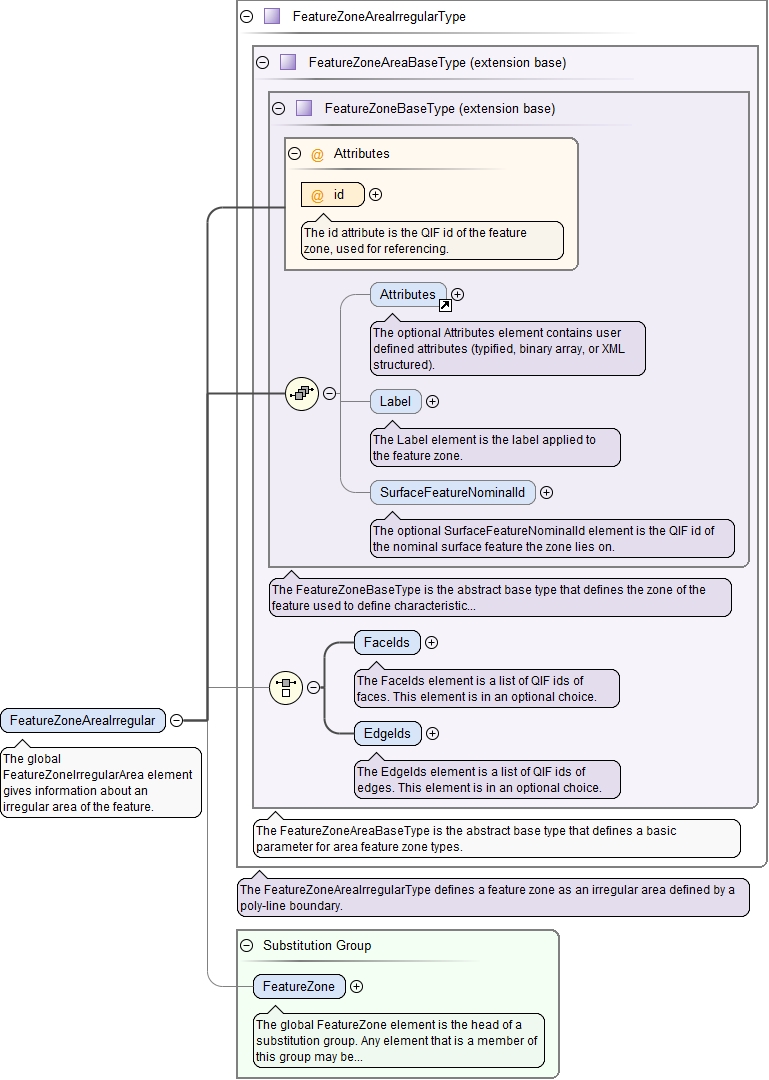 FeatureZoneAreaIrregularType
FeatureZoneAreaBaseType (extension base)
FeatureZoneBaseType (extension base)
@ Attributes
@ id
The id attribute is the QIF id of the feature
zone, used for referencing.
Attributes
The optional Attributes element contains user
defined attributes (typified, binary array, or XML
structured).
Label
The Label element is the label applied to
the feature zone.
SurfaceFeatureNominalId
The optional SurfaceFeatureNominalId element is the QIF id of
the nominal surface feature the zone lies on.
The FeatureZoneBaseType is the abstract base type that defines the zone of the
feature used to define characteristic...
FaceIds
The FaceIds element is a list of QIF ids of
faces. This element is in an optional choice.
EdgeIds
The EdgeIds element is a list of QIF ids of
edges. This element is in an optional choice.
FeatureZoneAreaIrregular
The global
FeatureZoneIrregularArea element
gives information about an
irregular area of the feature.
The FeatureZoneAreaBaseType is the abstract base type that defines a basic
parameter for area feature zone types.
The FeatureZoneAreaIrregularType defines a feature zone as an irregular area defined by a
poly-line boundary.
Substitution Group
FeatureZone
The global FeatureZone element is the head of a
substitution group. Any element that is a member of
this group may be...